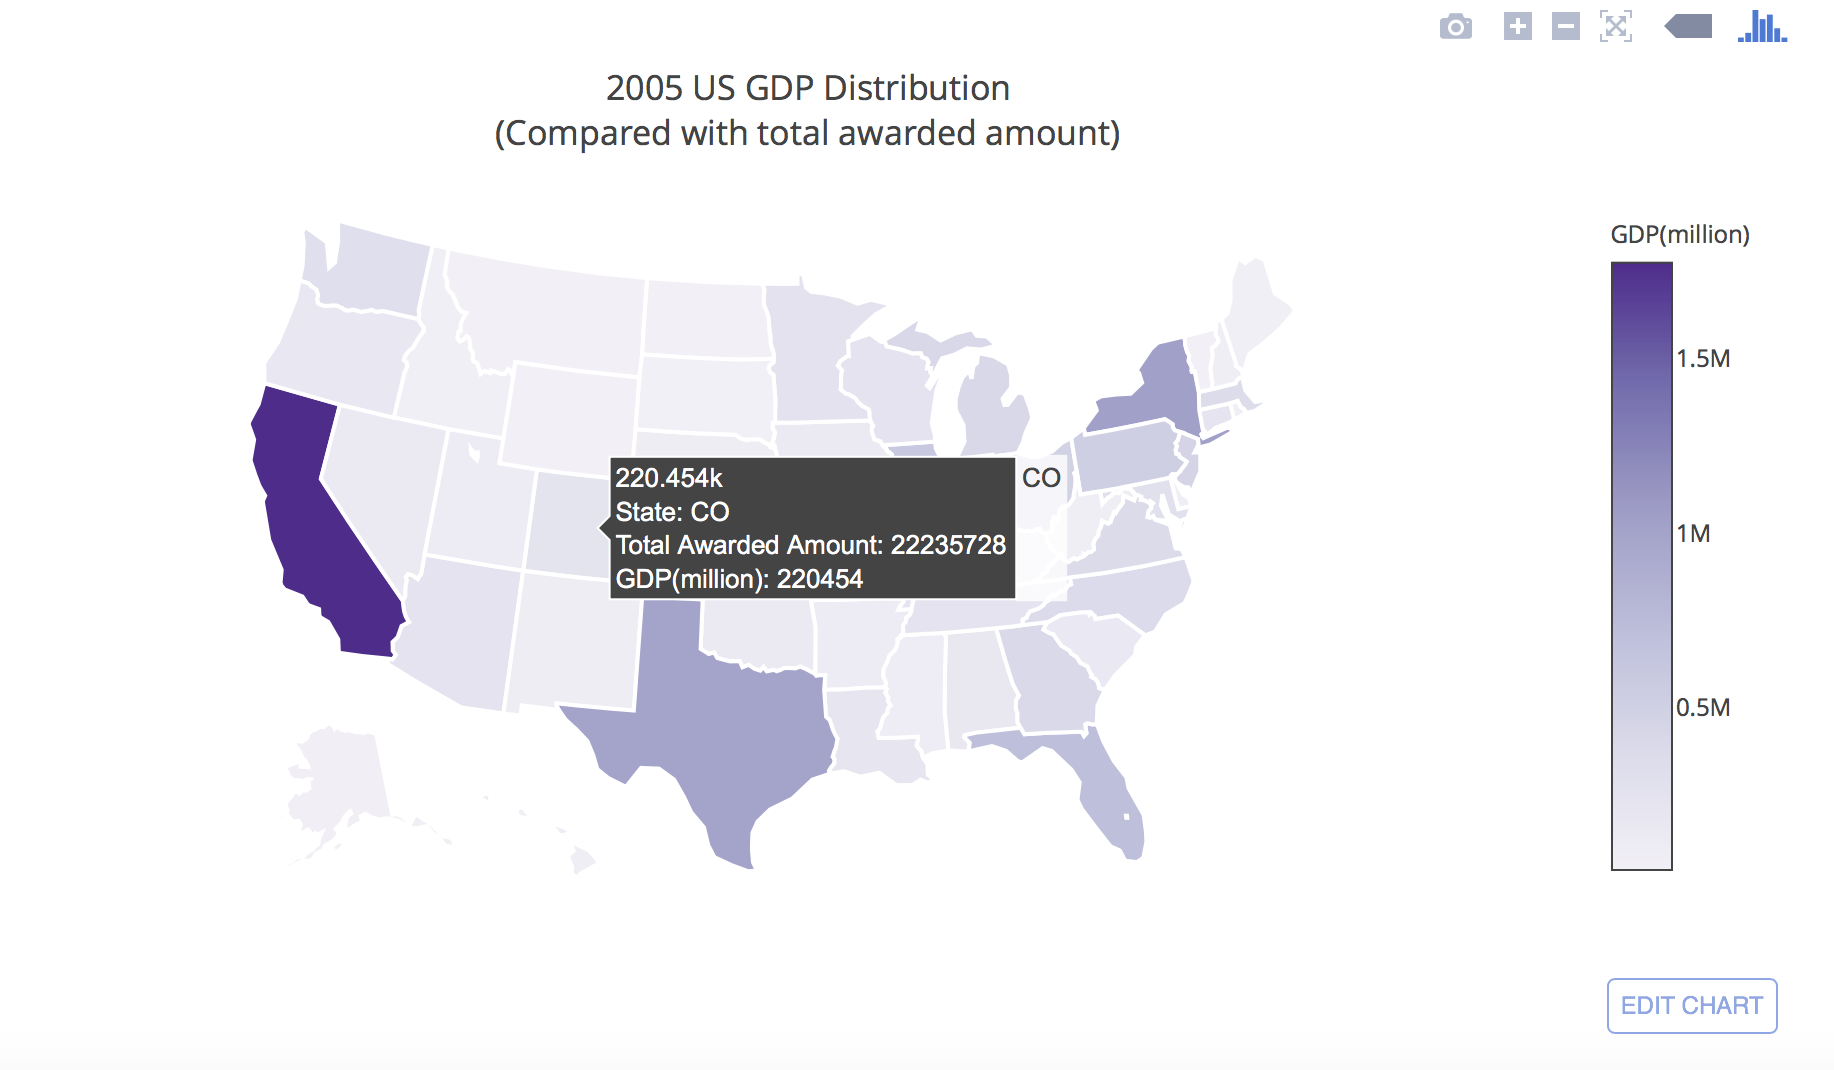 2005 US GDP Distribution
(Compared with total awarded amount)
GDP(million)
1.5M
1M
0.5M
220.454k
State: CO
Total Awarded Amount: 22235728
GDP(million): 220454
CO
EDIT CHART